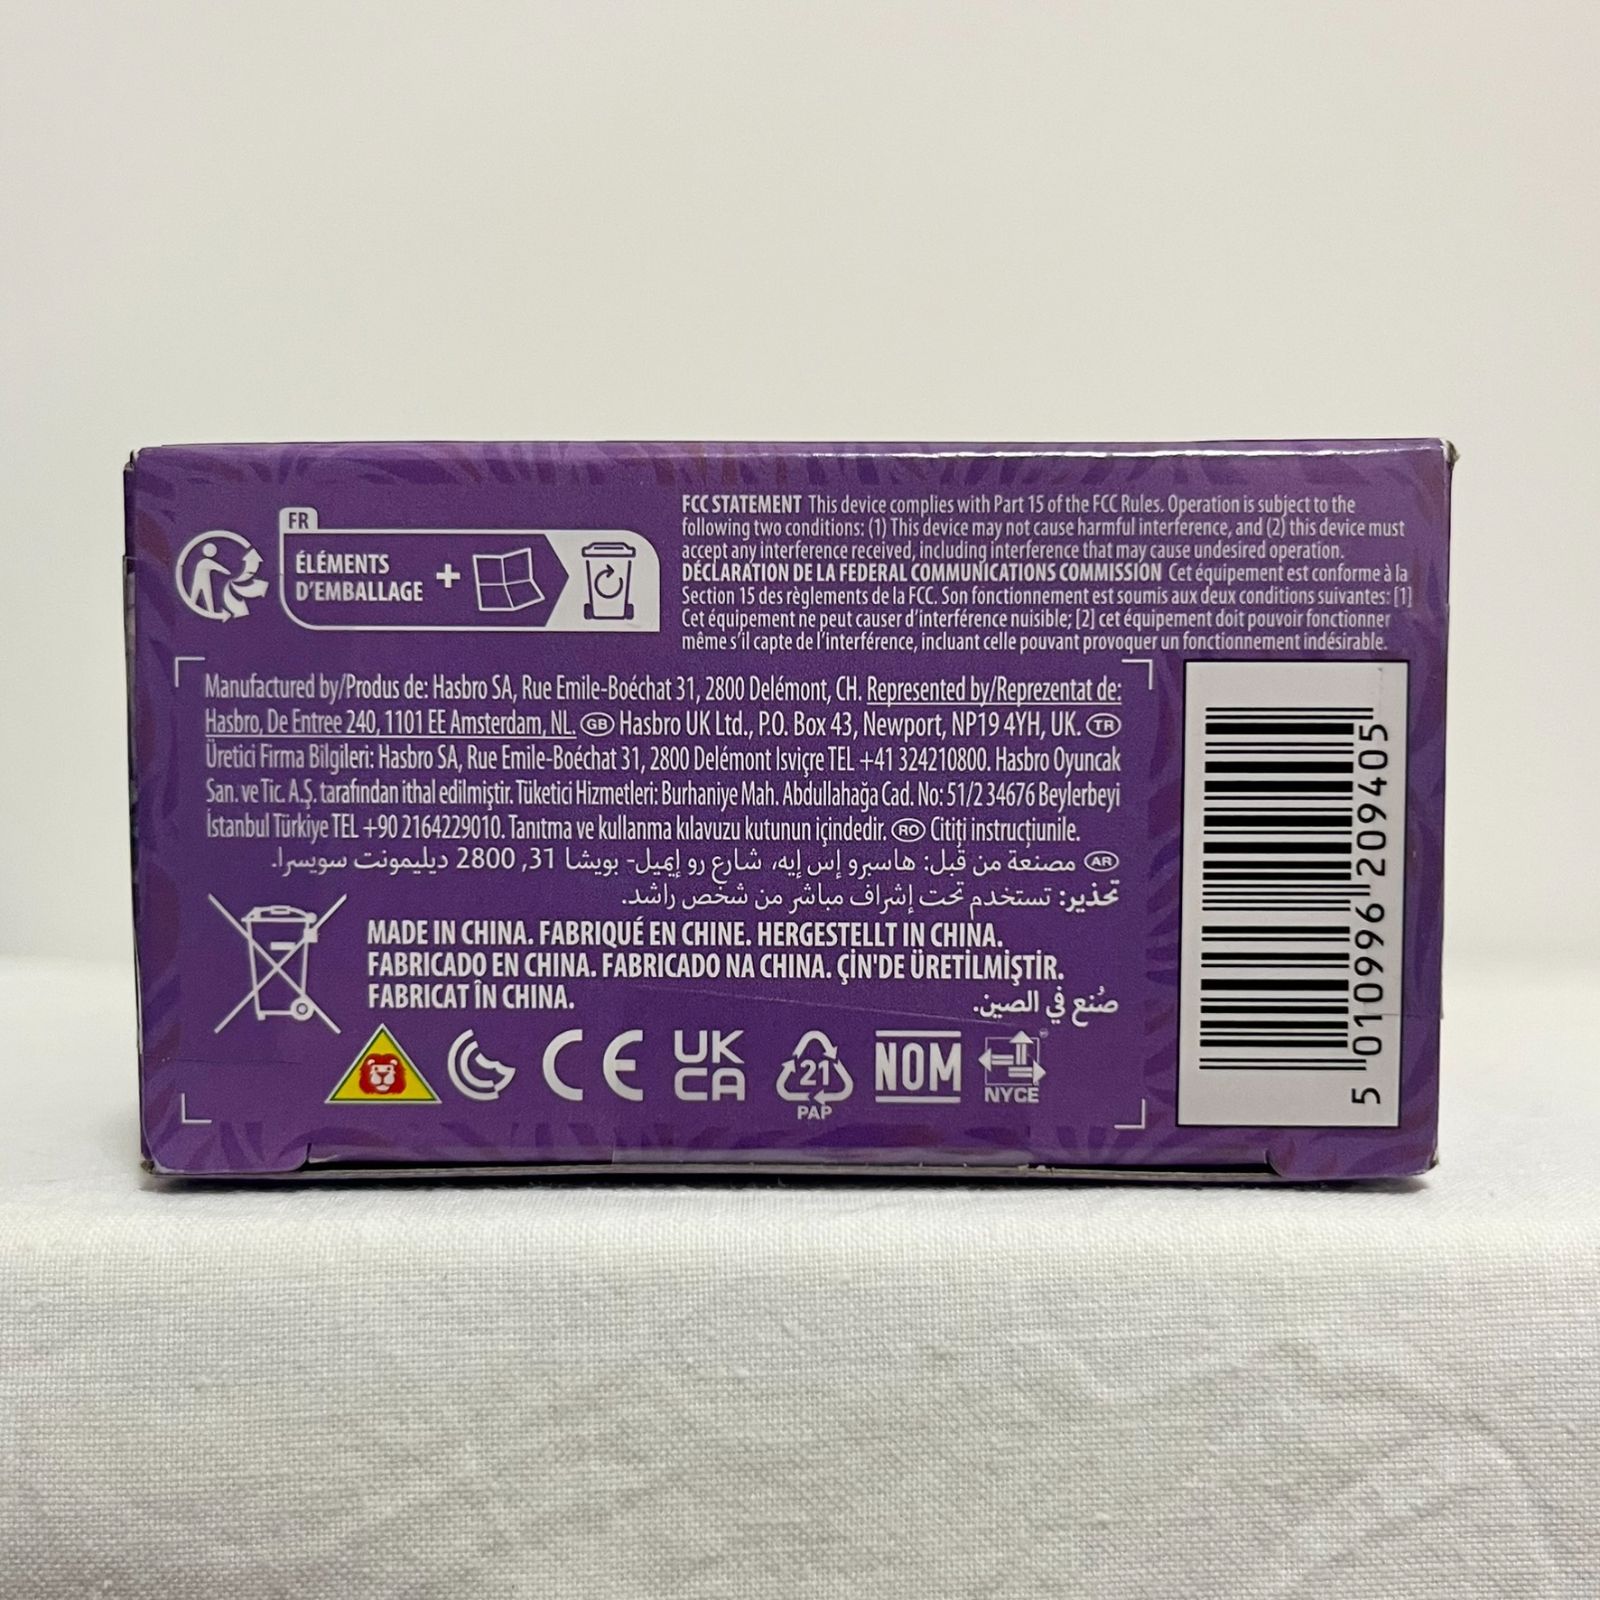 FR
ÉLÉMENTS
D'EMBALLAGE
+
FCC STATEMENT This device complies with Part 15 of the FCC Rules. Operation is subject to the
following two conditions: (1) This device may not cause harmful interference, and (2) this device must
accept any interference received, including interference that may cause undesired operation.
DÉCLARATION DE LA FEDERAL COMMUNICATIONS COMMISSION Cet équipement est conforme à la
Section 15 des règlements de la FCC. Son fonctionnement est soumis aux deux conditions suivantes: [1]
Cet équipement ne peut causer d'interférence nuisible; [2] cet équipement doit pouvoir fonctionner
même s'il capte de l'interférence, incluant celle pouvant provoquer un fonctionnement indésirable.
Manufactured by/Produs de: Hasbro SA, Rue Emile-Boéchat 31, 2800 Delémont, CH. Represented by/Reprezentat de:
Hasbro, De Entree 240, 1101 EE Amsterdam, NL. GB Hasbro UK Ltd., P.O. Box 43, Newport, NP19 4YH, UK. TR
Üretici Firma Bilgileri: Hasbro SA, Rue Emile-Boéchat 31, 2800 Delémont Isviçre TEL +41 324210800. Hasbro Oyuncak
San. ve Tic. A.Ş. tarafından ithal edilmiştir. Tüketici Hizmetleri: Burhaniye Mah. Abdullahağa Cad. No: 51/2 34676 Beylerbeyi
İstanbul Türkiye TEL +90 2164229010. Tanıtma ve kullanma kılavuzu kutunun içindedir. RO Citiți instrucțiunile.
AR مصنعة من قبل: هاسبرو إس إيه، شارع رو إميل- بويشا 31, 2800 ديليمونت سويسرا.
تحذير: تستخدم تحت إشراف مباشر من شخص راشد.
MADE IN CHINA. FABRIQUÉ EN CHINE. HERGESTELLT IN CHINA.
FABRICADO EN CHINA. FABRICADO NA CHINA. ÇİN'DE ÜRETİLMİŞTİR.
FABRICAT ÎN CHINA.
صُنع في الصين.
CE
UK
CA
21
PAP
NOM
NYCE
5 010996 209405